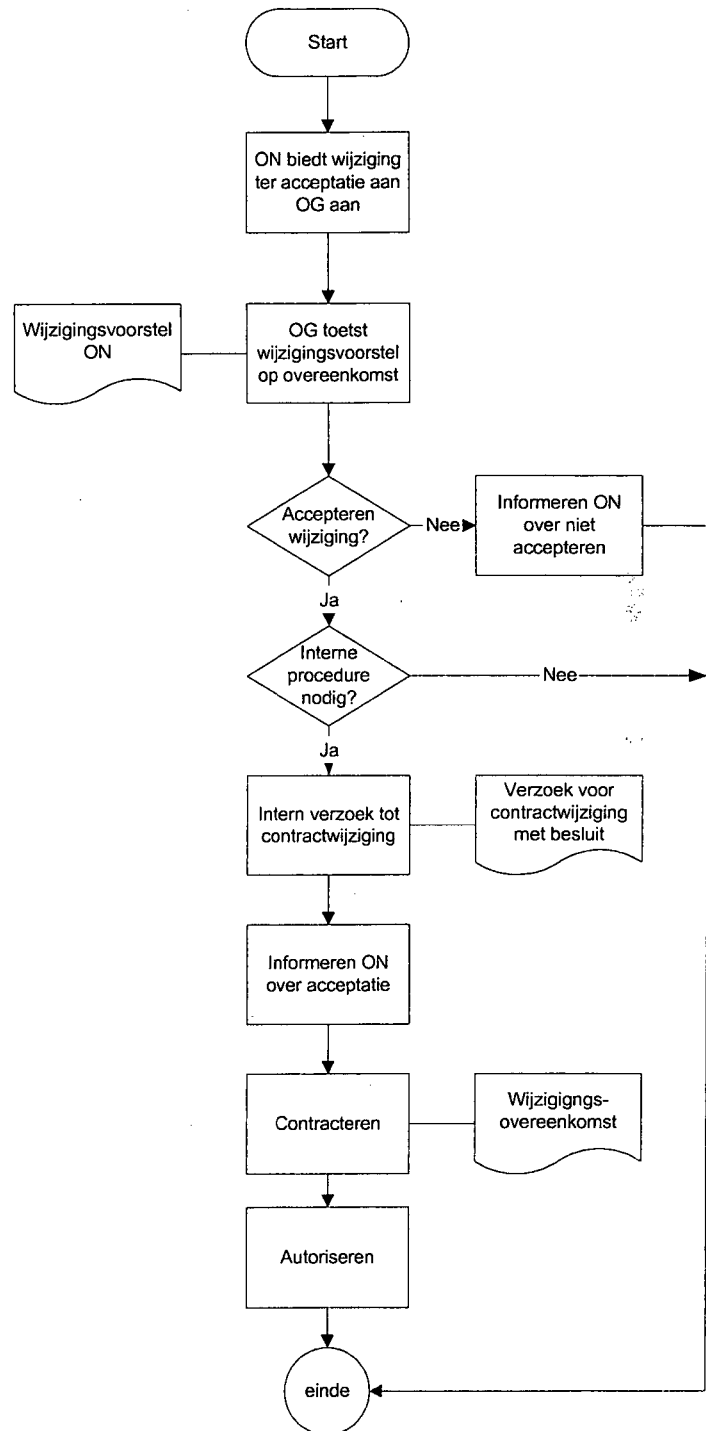 Start
ON biedt wijziging
ter acceptatie aan
OG aan
Wijzigingsvoorstel
ON
OG toetst
wijzigingsvoorstel
op overeenkomst
Accepteren
wijziging?
Nee
Informeren ON
over niet
accepteren
Ja
Interne
procedure
nodig?
Nee
Ja
Intern verzoek tot
contractwijziging
Verzoek voor
contractwijziging
met besluit
Informeren ON
over acceptatie
Contracteren
Wijzigigngs-
overeenkomst
Autoriseren
einde